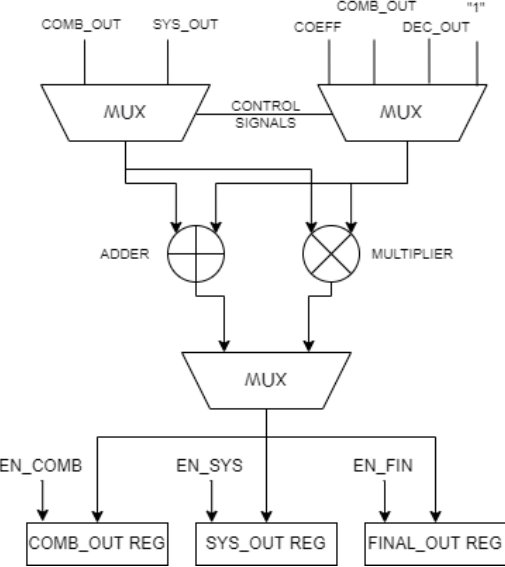 COMB_OUT "1"
COMB_OUT SYS_OUT COEFF DEC_OUT
MUX CONTROL SIGNALS MUX
ADDER MULTIPLIER
MUX
EN_COMB EN_SYS EN_FIN
COMB_OUT REG SYS_OUT REG FINAL_OUT REG